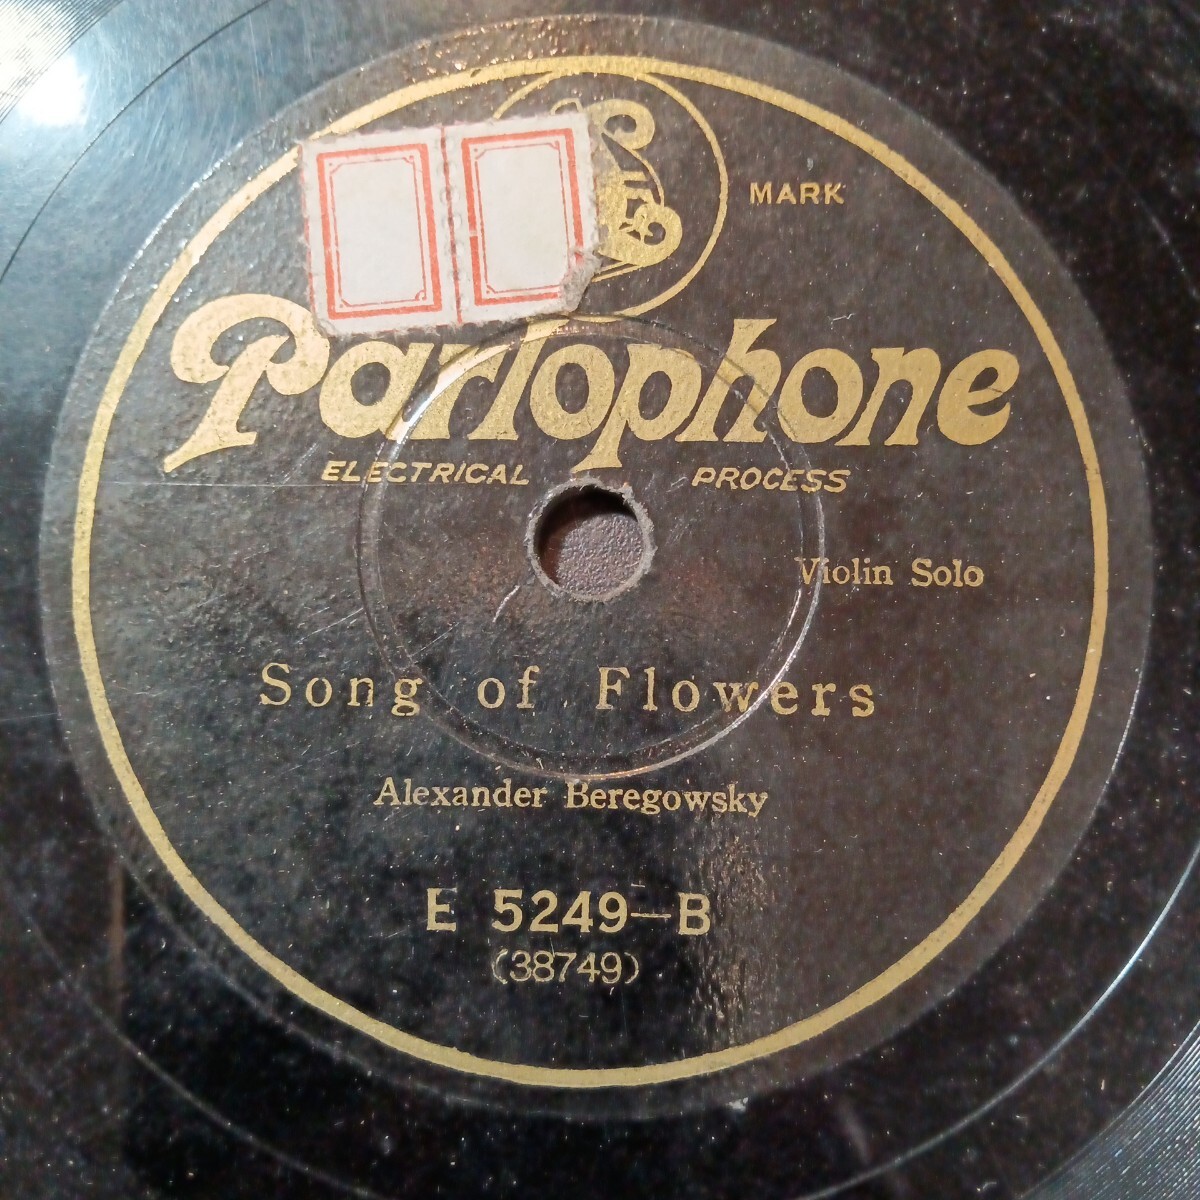 MARK
Parlophone
ELECTRICAL PROCESS
Violin Solo
Song of Flowers
Alexander Beregowsky
E 5249-B
(38749)